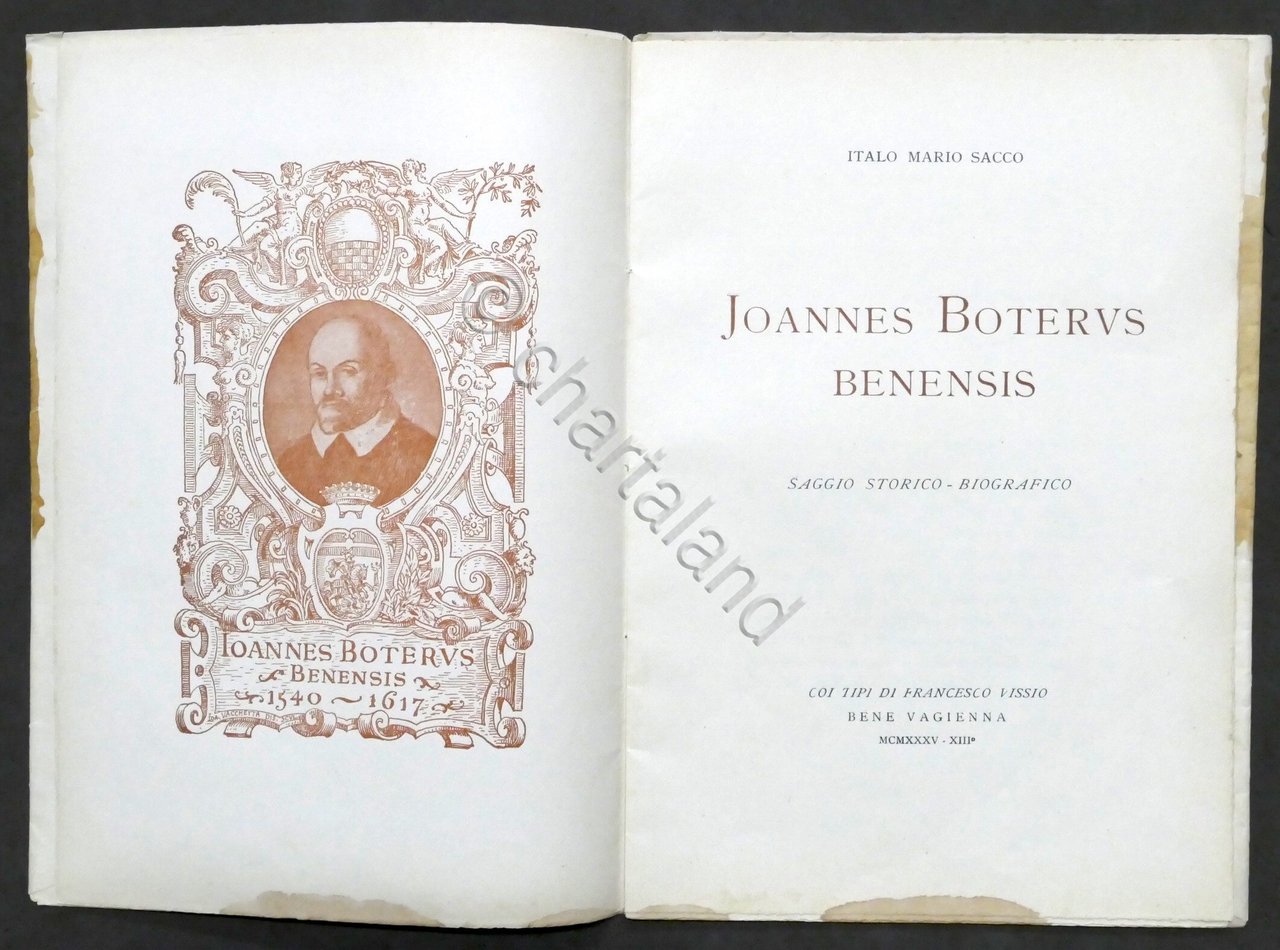 IOANNES BOTERVS
BENENSIS
1540 ~ 1617
ITALO MARIO SACCO
JOANNES BOTERVS
BENENSIS
SAGGIO STORICO - BIOGRAFICO
COI TIPI DI FRANCESCO VISSIO
BENE VAGIENNA
MCMXXXV - XIIIº
© chartaland